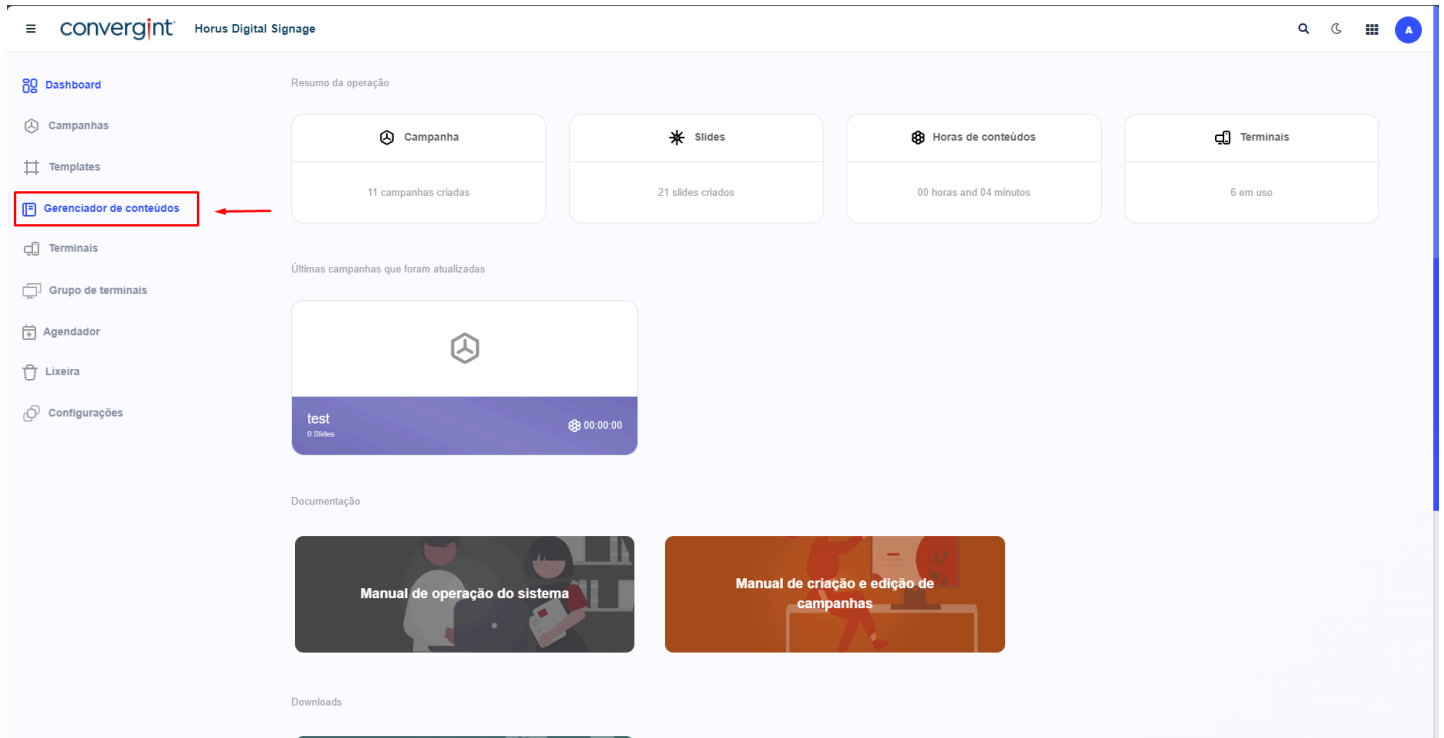 convergint Horus Digital Signage
A
Dashboard
Campanhas
Templates
Gerenciador de conteúdos
Terminais
Grupo de terminais
Agendador
Lixeira
Configurações
Resumo da operação
Campanha
11 campanhas criadas
Slides
21 slides criados
Horas de conteúdos
00 horas and 04 minutos
Terminais
6 em uso
Últimas campanhas que foram atualizadas
test
0 Slides
00:00:00
Documentação
Manual de operação do sistema
Manual de criação e edição de
campanhas
Downloads